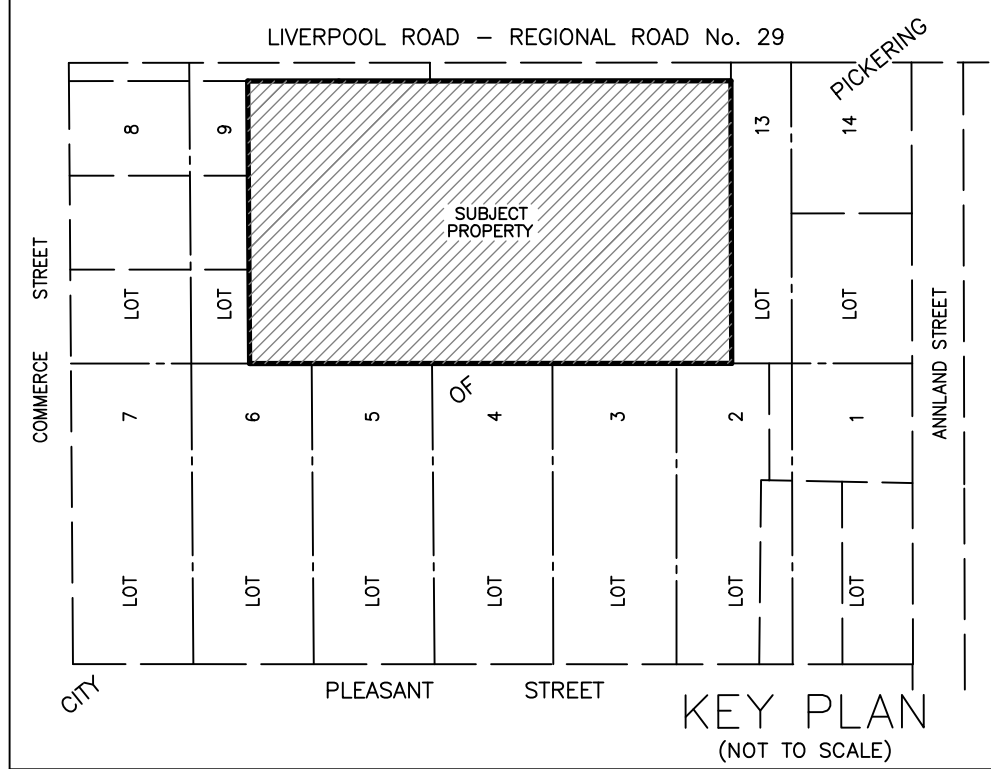 LIVERPOOL ROAD – REGIONAL ROAD No. 29
PICKERING
8
9
13
14
SUBJECT
PROPERTY
COMMERCE STREET
LOT
LOT
LOT
LOT
ANNLAND STREET
OF
7
6
5
4
3
2
1
LOT
LOT
LOT
LOT
LOT
LOT
LOT
CITY
PLEASANT STREET
KEY PLAN
(NOT TO SCALE)